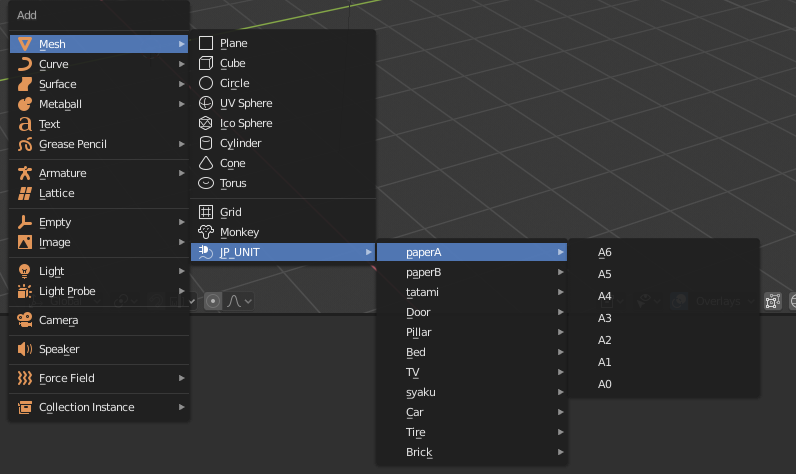 Add
Mesh
Curve
Surface
Metaball
Text
Grease Pencil
Armature
Lattice
Empty
Image
Light
Light Probe
Camera
Speaker
Force Field
Collection Instance
Plane
Cube
Circle
UV Sphere
Ico Sphere
Cylinder
Cone
Torus
Grid
Monkey
JP_UNIT
paperA
paperB
tatami
Door
Pillar
Bed
TV
syaku
Car
Tire
Brick
A6
A5
A4
A3
A2
A1
A0
Overlays